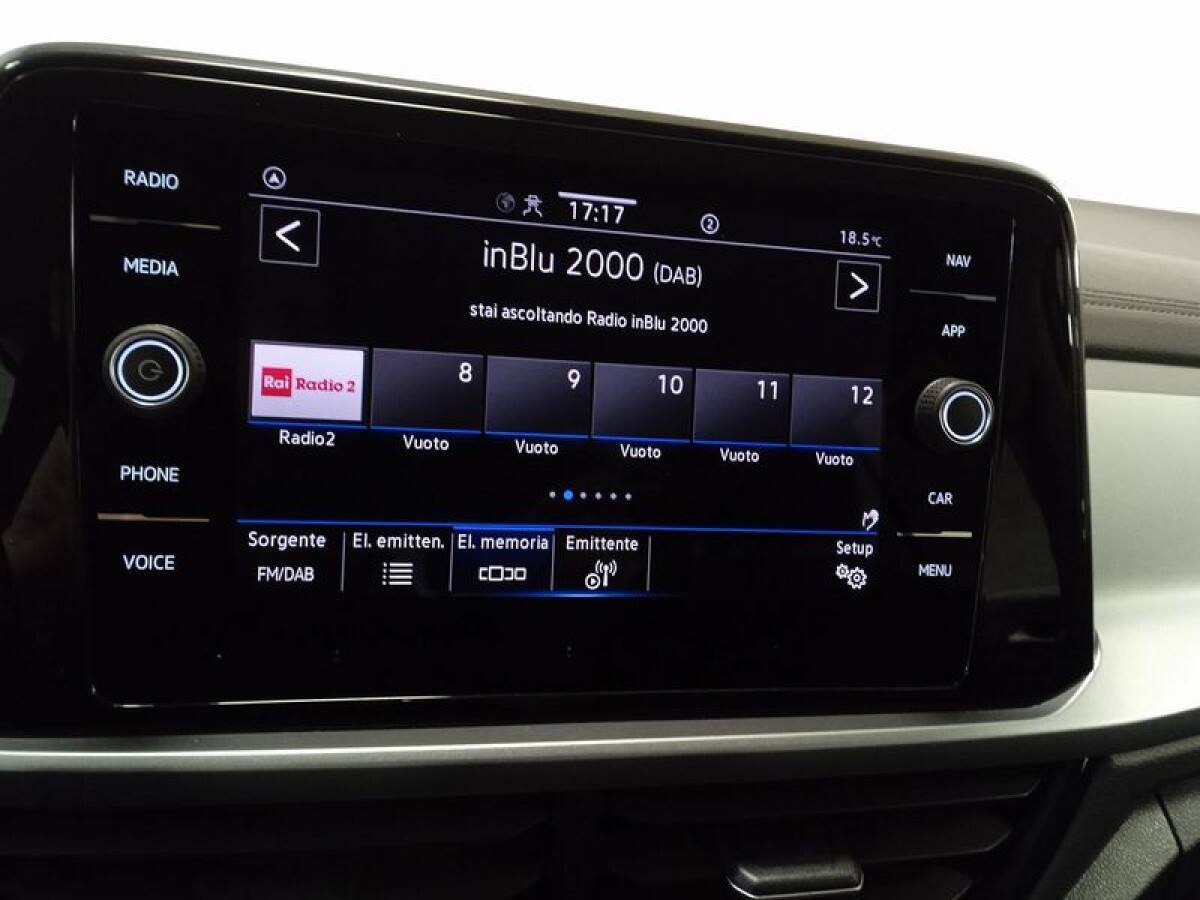 RADIO
MEDIA
PHONE
VOICE
17:17
2
18.5°C
inBlu 2000 (DAB)
stai ascoltando Radio inBlu 2000
Rai Radio 2
8
9
10
11
12
Radio2
Vuoto
Vuoto
Vuoto
Vuoto
Vuoto
Sorgente
FM/DAB
El. emitten.
El. memoria
Emittente
Setup
NAV
APP
CAR
MENU